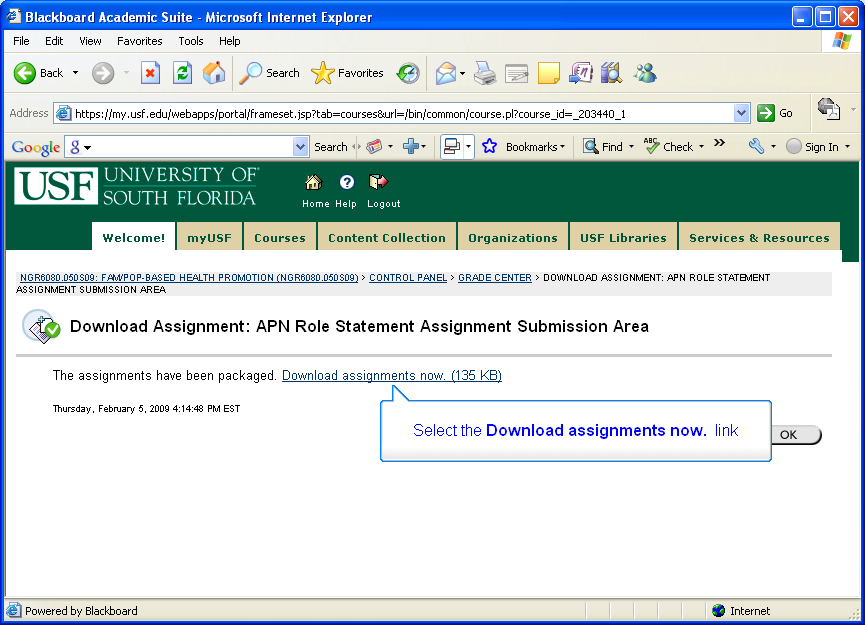 Blackboard Academic Suite - Microsoft Internet Explorer
File Edit View Favorites Tools Help
Back Search Favorites
Address https://my.usf.edu/webapps/portal/frameset.jsp?tab=courses&url=/bin/common/course.pl?course_id=_203440_1 Go
Google g Search Bookmarks Find ABC Check » Sign In
USF UNIVERSITY OF
SOUTH FLORIDA
Home Help Logout
Welcome! myUSF Courses Content Collection Organizations USF Libraries Services & Resources
NGR6080.050S09: FAM/POP-BASED HEALTH PROMOTION (NGR6080.050S09) > CONTROL PANEL > GRADE CENTER > DOWNLOAD ASSIGNMENT: APN ROLE STATEMENT
ASSIGNMENT SUBMISSION AREA
Download Assignment: APN Role Statement Assignment Submission Area
The assignments have been packaged. Download assignments now. (135 KB)
Thursday, February 5, 2009 4:14:48 PM EST
Select the Download assignments now. link
OK
Powered by Blackboard Internet